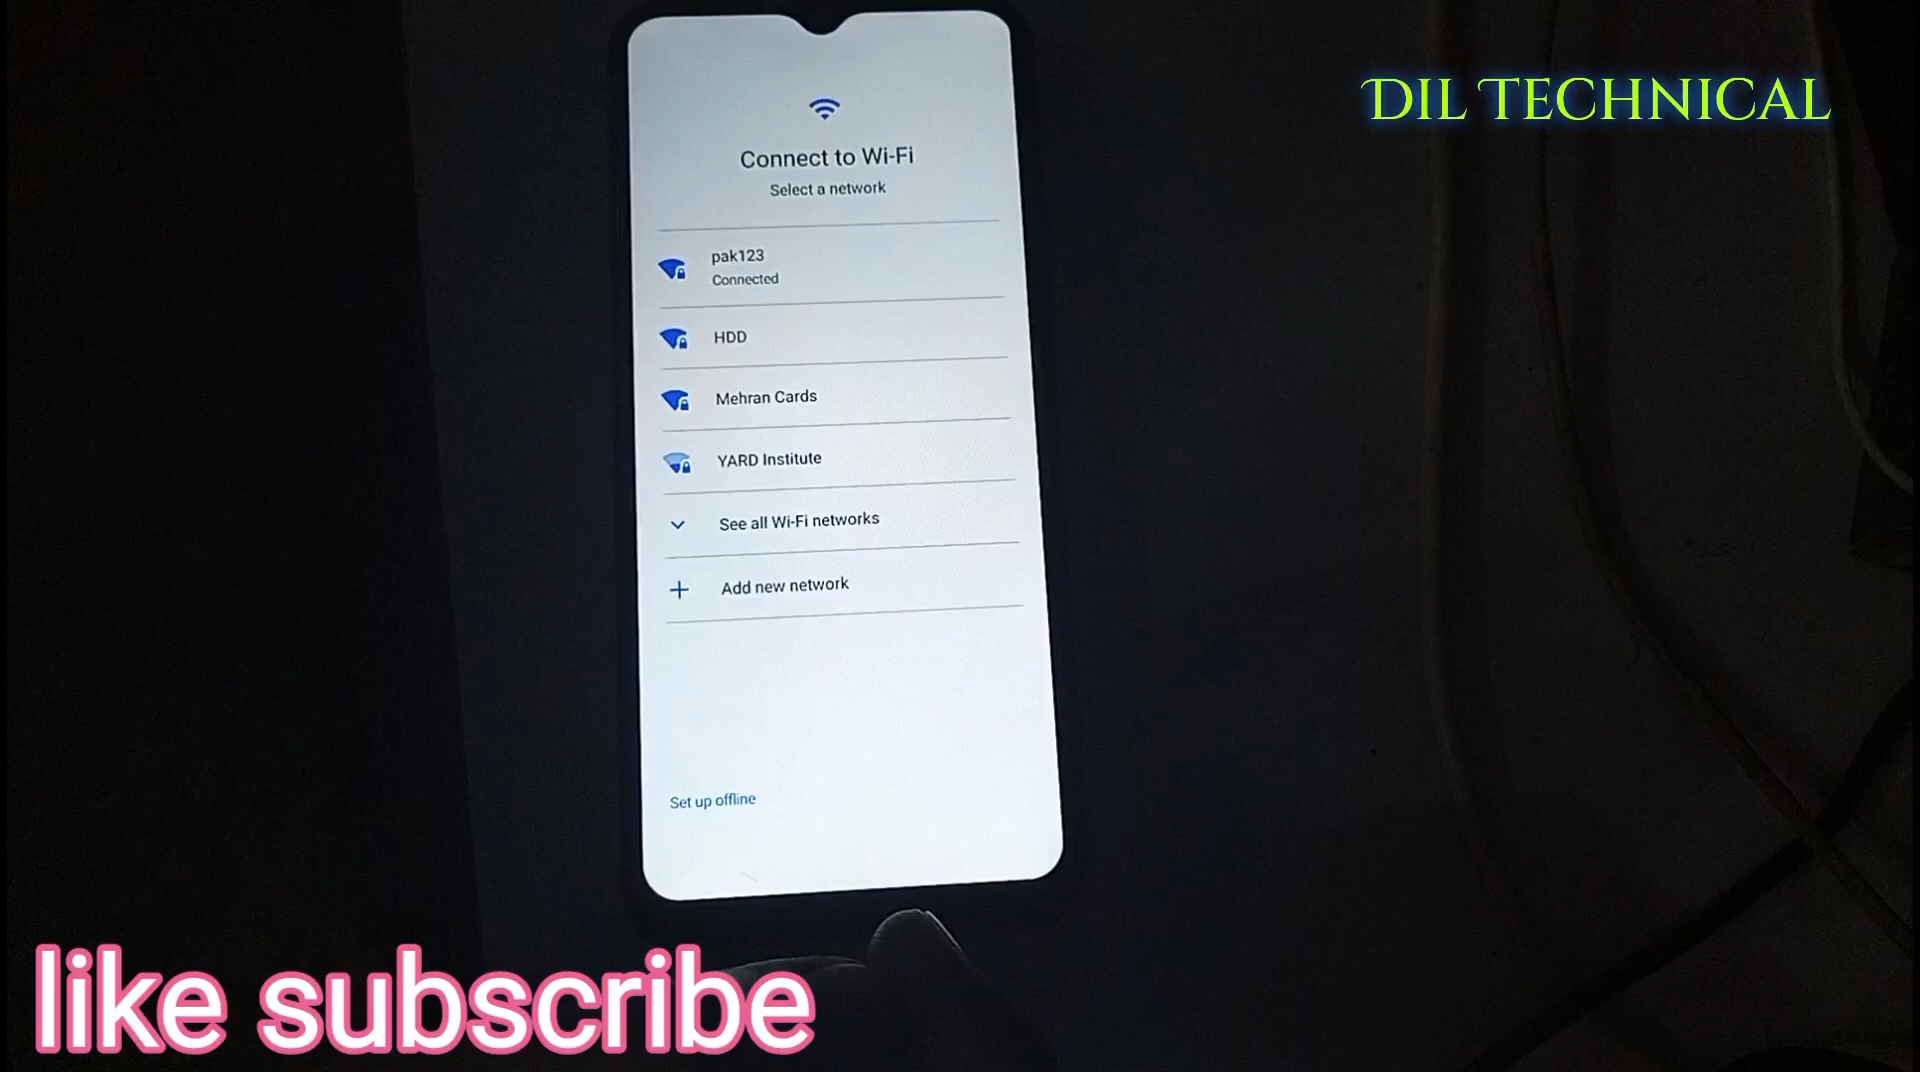 DIL TECHNICAL
Connect to Wi-Fi
Select a network
pak123
Connected
HDD
Mehran Cards
YARD Institute
See all Wi-Fi networks
Add new network
Set up offline
like subscribe